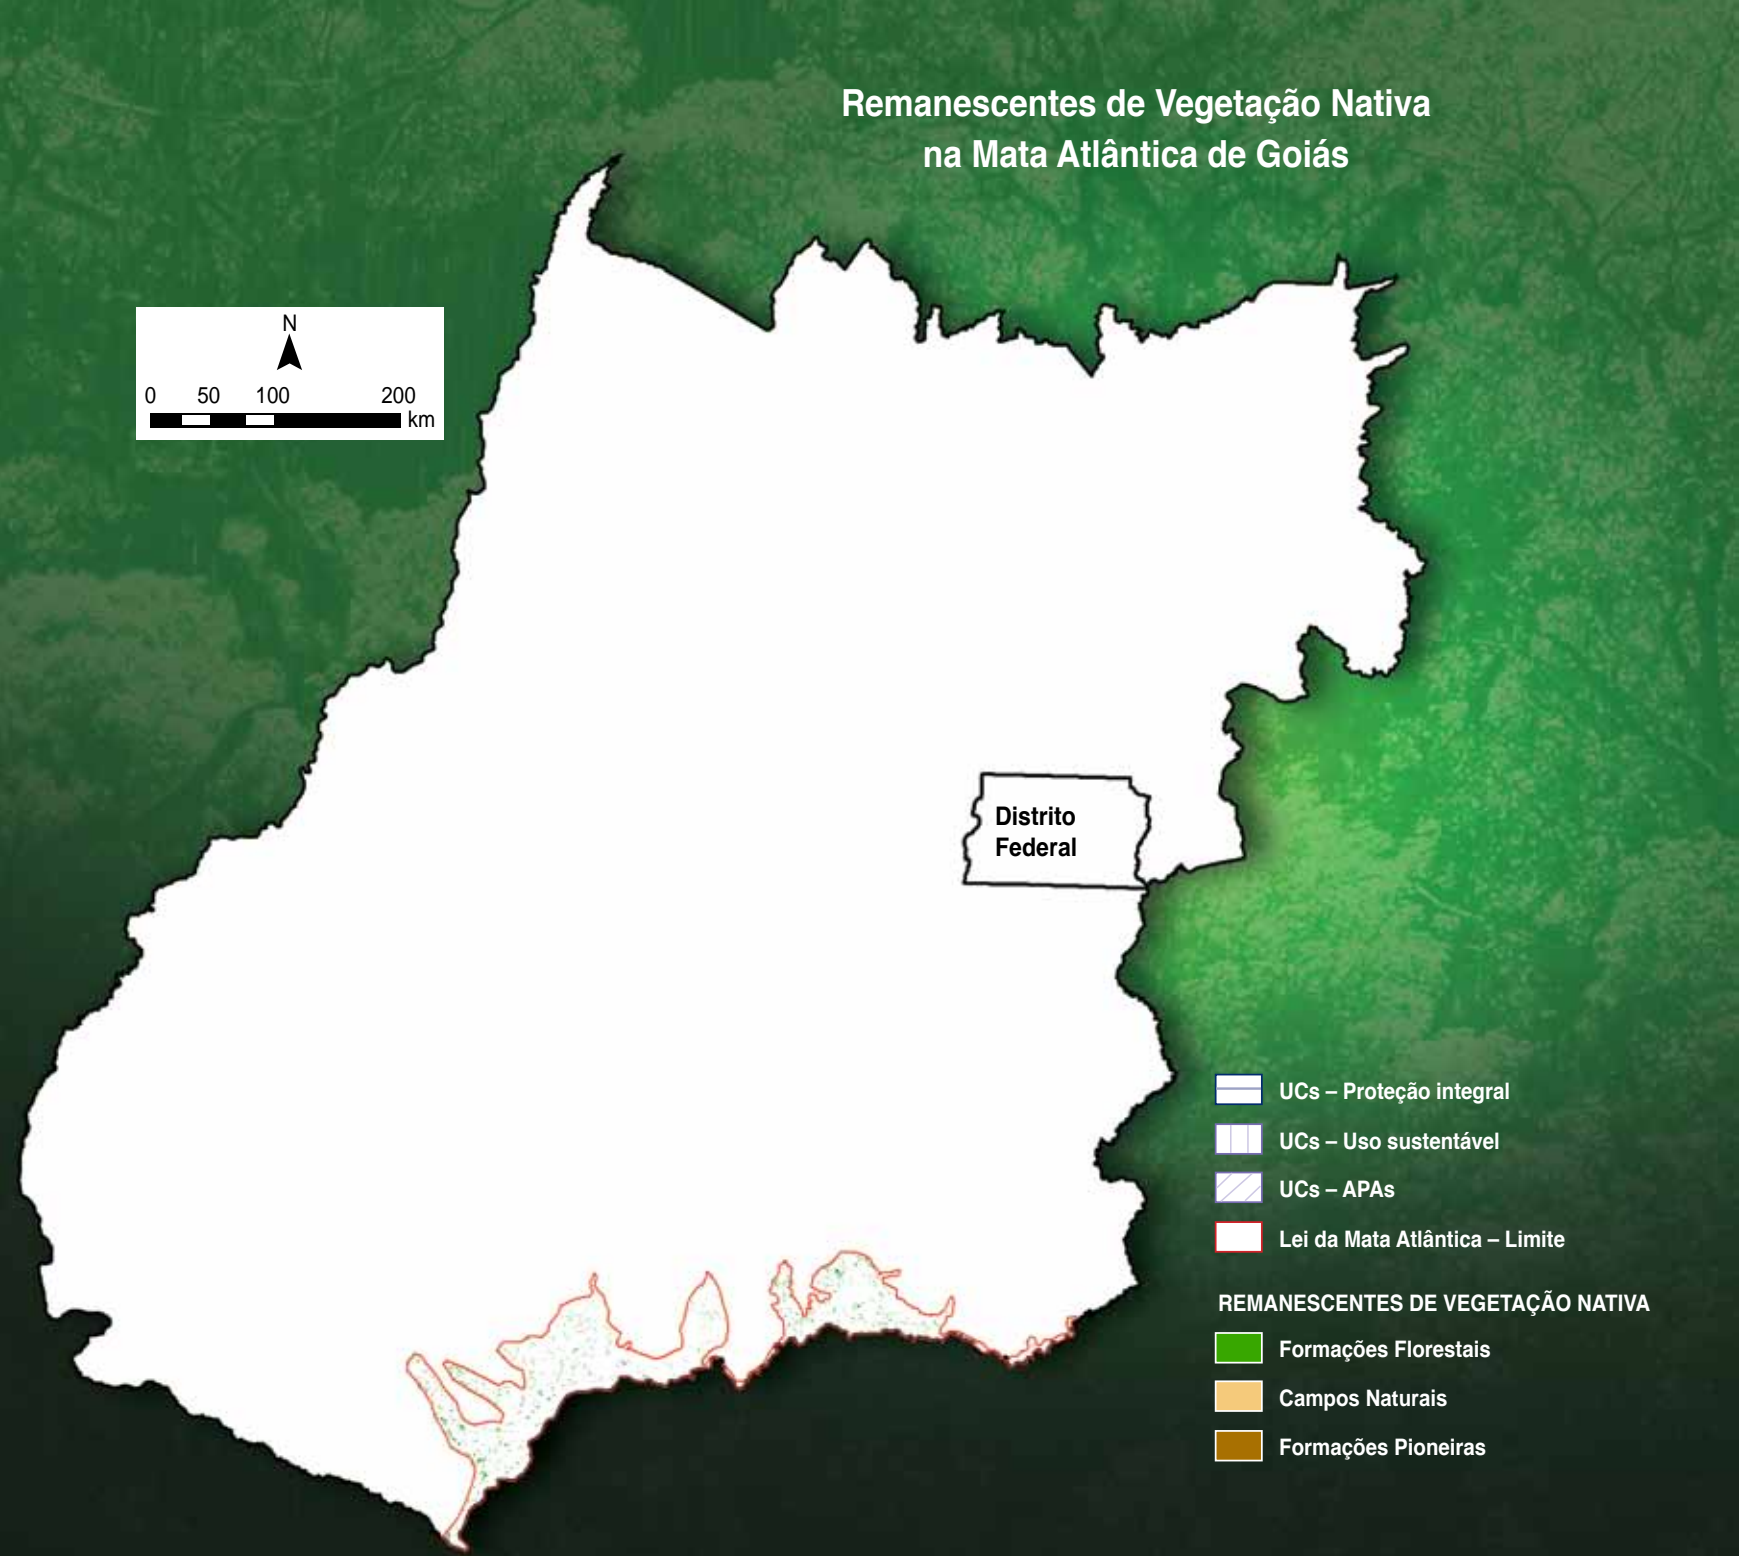 Remanescentes de Vegetação Nativa
na Mata Atlântica de Goiás
N
0 50 100 200
km
Distrito
Federal
UCs – Proteção integral
UCs – Uso sustentável
UCs – APAs
Lei da Mata Atlântica – Limite
REMANESCENTES DE VEGETAÇÃO NATIVA
Formações Florestais
Campos Naturais
Formações Pioneiras